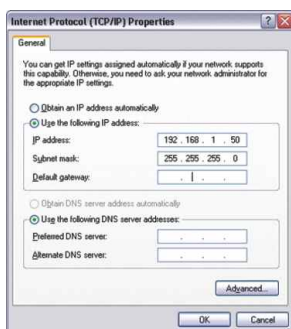 Internet Protocol (TCP/IP) Properties
General
You can get IP settings assigned automatically if your network supports
this capability. Otherwise, you need to ask your network administrator for
the appropriate IP settings.
Obtain an IP address automatically
Use the following IP address:
IP address: 192 . 168 . 1 . 50
Subnet mask: 255 . 255 . 255 . 0
Default gateway: . . .
Obtain DNS server address automatically
Use the following DNS server addresses:
Preferred DNS server: . . .
Alternate DNS server: . . .
Advanced...
OK Cancel